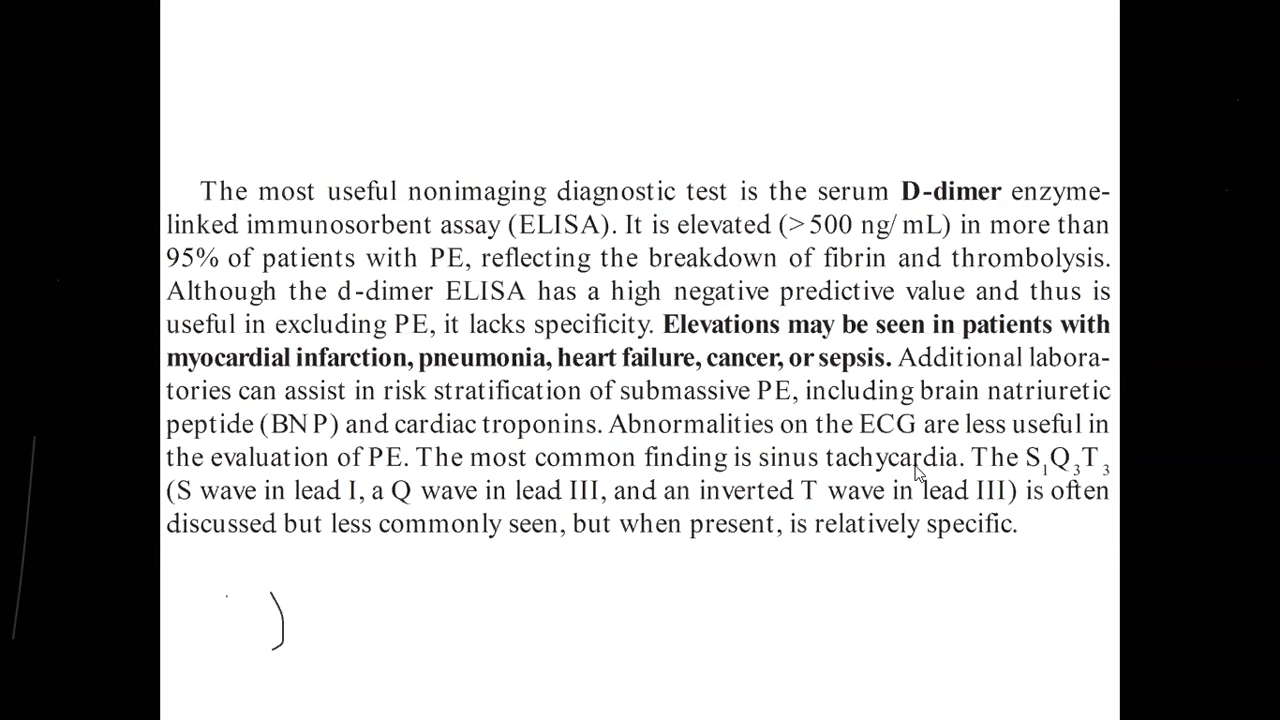 The most useful nonimaging diagnostic test is the serum D-dimer enzyme-
linked immunosorbent assay (ELISA). It is elevated (>500 ng/mL) in more than
95% of patients with PE, reflecting the breakdown of fibrin and thrombolysis.
Although the d-dimer ELISA has a high negative predictive value and thus is
useful in excluding PE, it lacks specificity. Elevations may be seen in patients with
myocardial infarction, pneumonia, heart failure, cancer, or sepsis. Additional labora-
tories can assist in risk stratification of submassive PE, including brain natriuretic
peptide (BNP) and cardiac troponins. Abnormalities on the ECG are less useful in
the evaluation of PE. The most common finding is sinus tachycardia. The S₁Q₃T₃
(S wave in lead I, a Q wave in lead III, and an inverted T wave in lead III) is often
discussed but less commonly seen, but when present, is relatively specific.